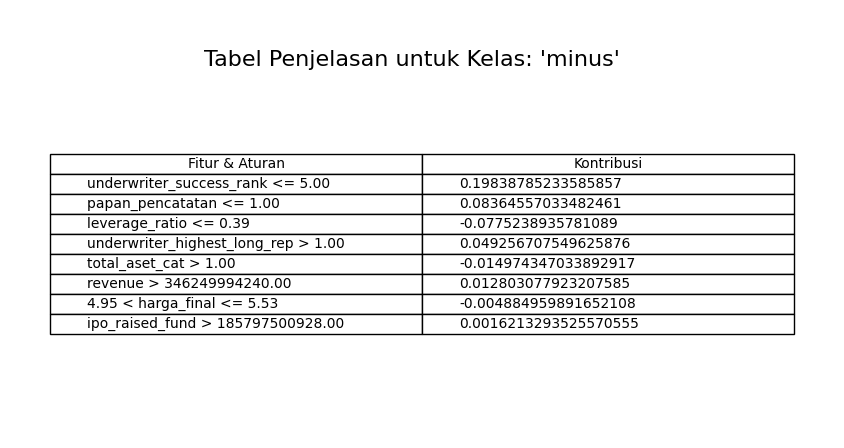 Tabel Penjelasan untuk Kelas: 'minus'
Fitur & Aturan Kontribusi
underwriter_success_rank <= 5.00 0.19838785233585857
papan_pencatatan <= 1.00 0.08364557033482461
leverage_ratio <= 0.39 -0.0775238935781089
underwriter_highest_long_rep > 1.00 0.049256707549625876
total_aset_cat > 1.00 -0.014974347033892917
revenue > 346249994240.00 0.012803077923207585
4.95 < harga_final <= 5.53 -0.004884959891652108
ipo_raised_fund > 185797500928.00 0.0016213293525570555